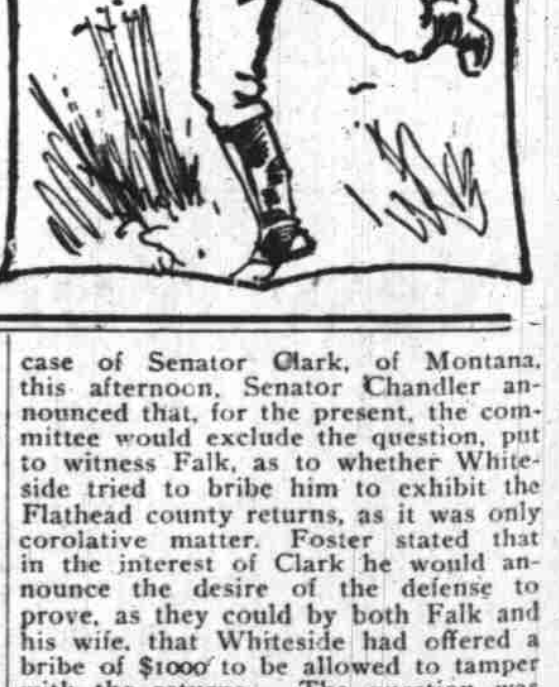 case of Senator Clark, of Montana,
this afternoon, Senator Chandler an-
nounced that, for the present, the com-
mittee would exclude the question, put
to witness Falk, as to whether White-
side tried to bribe him to exhibit the
Flathead county returns, as it was only
corolative matter. Foster stated that
in the interest of Clark he would an-
nounce the desire of the defense to
prove, as they could by both Falk and
his wife, that Whiteside had offered a
bribe of $1000 to be allowed to tamper